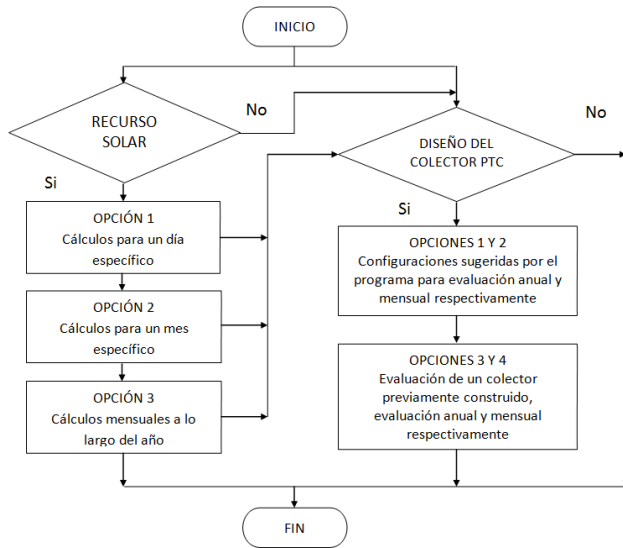 INICIO
RECURSO
SOLAR
No
Si
OPCIÓN 1
Cálculos para un día
específico
OPCIÓN 2
Cálculos para un mes
específico
OPCIÓN 3
Cálculos mensuales a lo
largo del año
DISEÑO DEL
COLECTOR PTC
No
Si
OPCIONES 1 Y 2
Configuraciones sugeridas por el
programa para evaluación anual y
mensual respectivamente
OPCIONES 3 Y 4
Evaluación de un colector
previamente construido,
evaluación anual y mensual
respectivamente
FIN